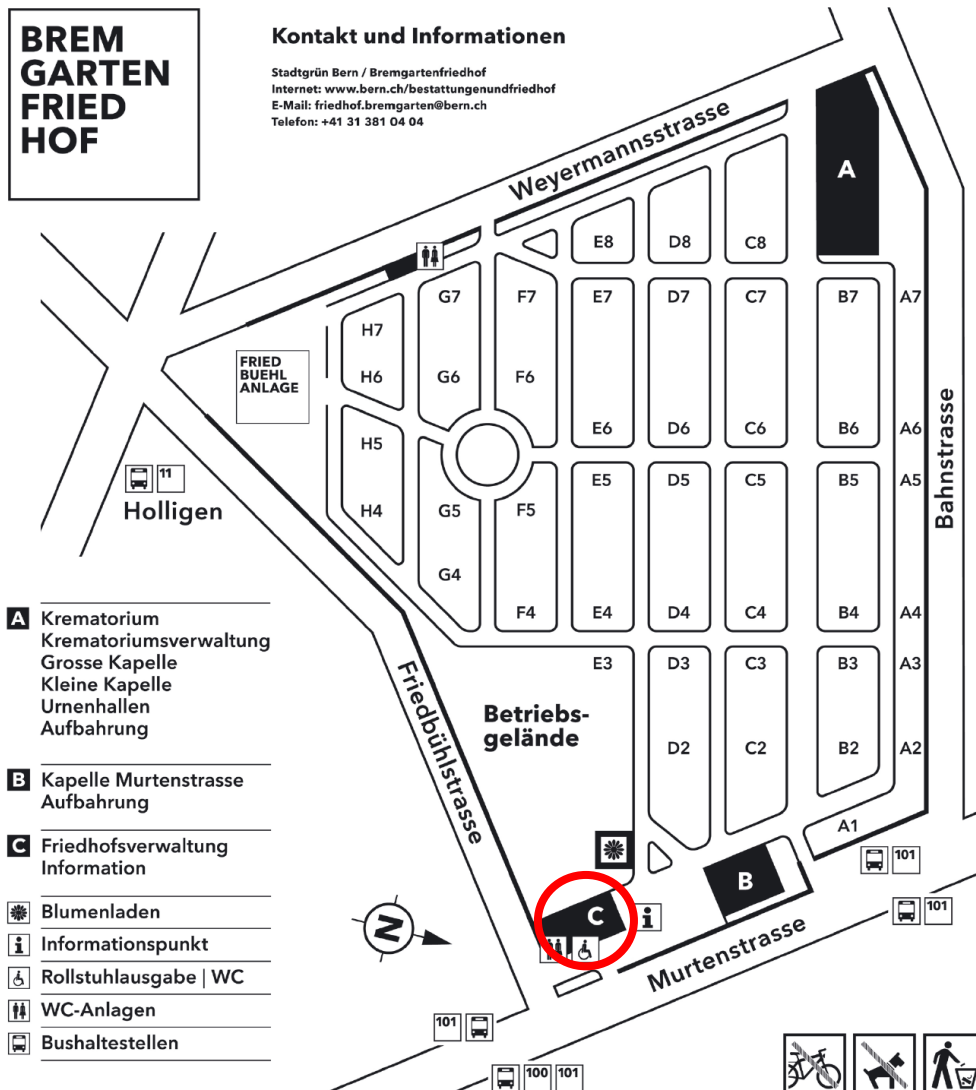 BREM
GARTEN
FRIED
HOF
Kontakt und Informationen
Stadtgrün Bern / Bremgartenfriedhof
Internet: www.bern.ch/bestattungenundfriedhof
E-Mail: friedhof.bremgarten@bern.ch
Telefon: +41 31 381 04 04
Weyermannsstrasse
A
E8 D8 C8
G7 F7 E7 D7 C7 B7 A7
H7
FRIED
BUEHL
ANLAGE
H6 G6 F6
E6 D6 C6 B6 A6
H5
E5 D5 C5 B5 A5
Bahnstrasse
11
Holligen
H4 G5 F5
G4
F4 E4 D4 C4 B4 A4
E3 D3 C3 B3 A3
Friedbühlstrasse
Betriebs-
gelände
D2 C2 B2 A2
A1
101
B
101
C
i
Murtenstrasse
N
101
100 101
A Krematorium
Krematoriumsverwaltung
Grosse Kapelle
Kleine Kapelle
Urnenhallen
Aufbahrung
B Kapelle Murtenstrasse
Aufbahrung
C Friedhofsverwaltung
Information
Blumenladen
i Informationspunkt
Rollstuhlausgabe | WC
WC-Anlagen
Bushaltestellen